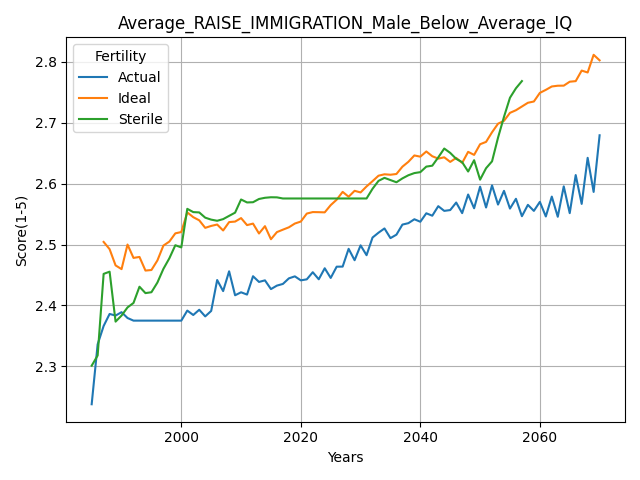 Average_RAISE_IMMIGRATION_Male_Below_Average_IQ
Fertility
Actual
Ideal
Sterile
Score(1-5)
2.8
2.7
2.6
2.5
2.4
2.3
2000
2020
2040
2060
Years